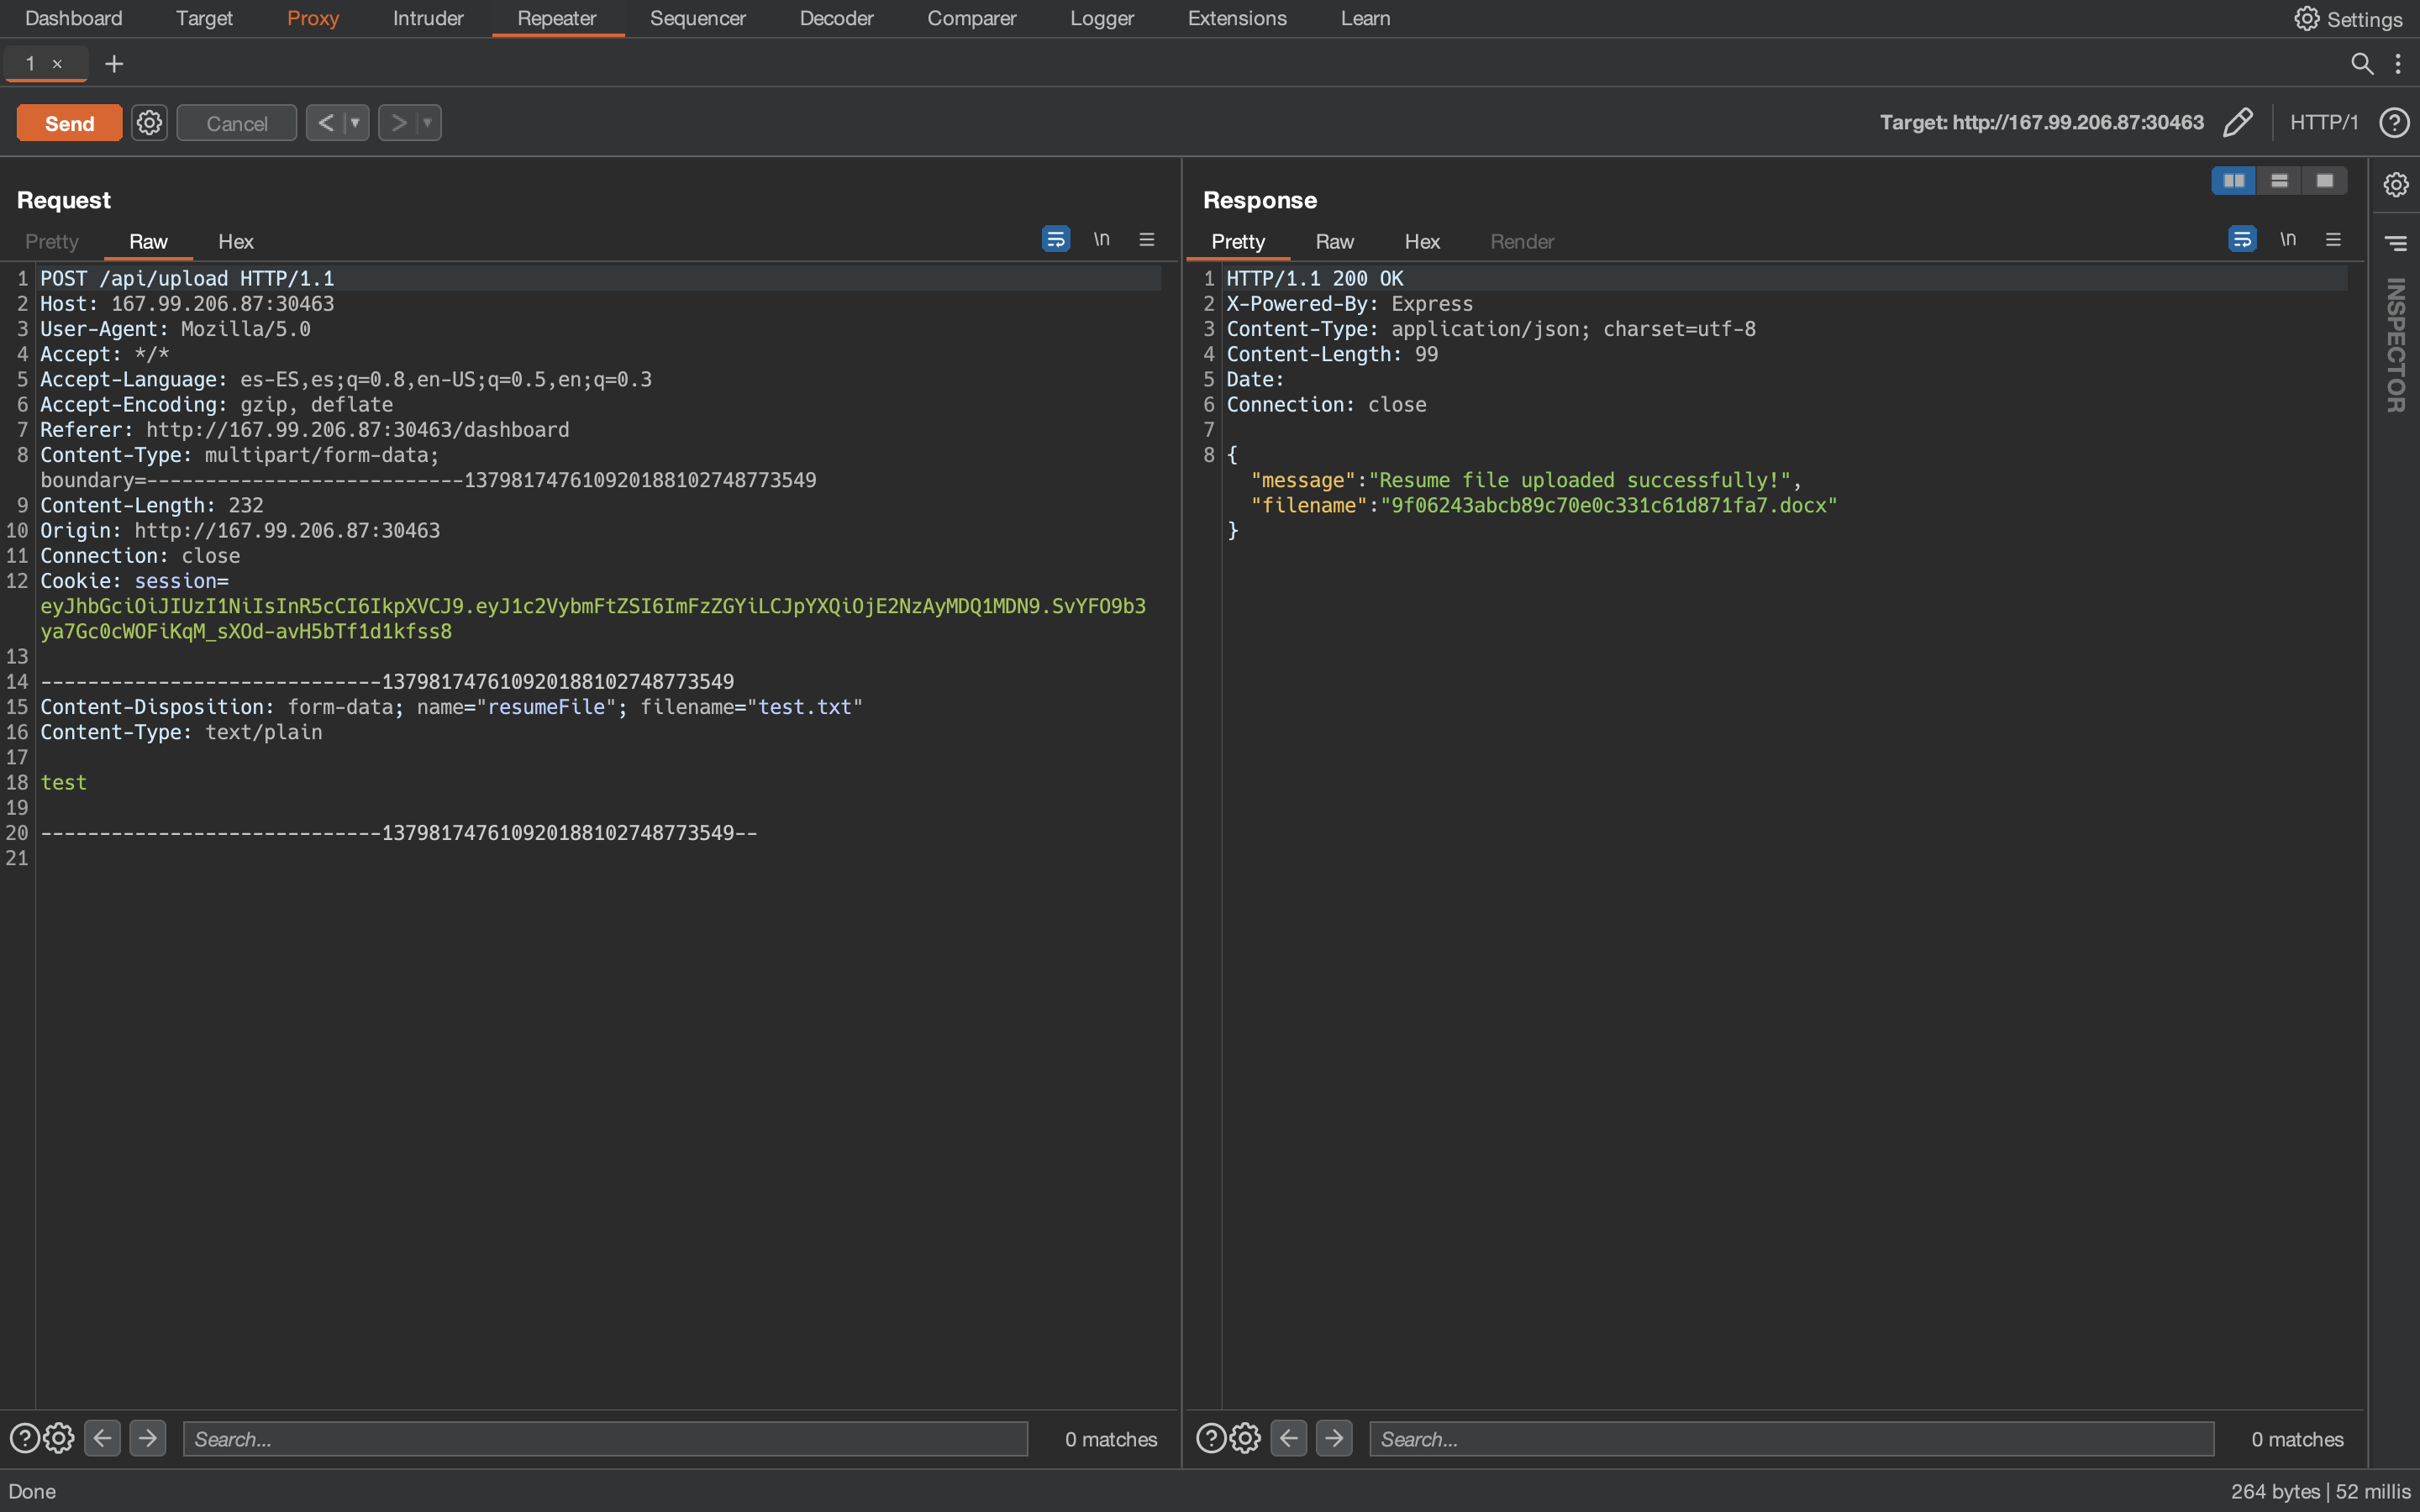 Dashboard Target Proxy Intruder Repeater Sequencer Decoder Comparer Logger Extensions Learn Settings
1 × +
Send Cancel < > Target: http://167.99.206.87:30463 HTTP/1 ?
Request
Pretty Raw Hex \n
1 POST /api/upload HTTP/1.1
2 Host: 167.99.206.87:30463
3 User-Agent: Mozilla/5.0
4 Accept: */*
5 Accept-Language: es-ES,es;q=0.8,en-US;q=0.5,en;q=0.3
6 Accept-Encoding: gzip, deflate
7 Referer: http://167.99.206.87:30463/dashboard
8 Content-Type: multipart/form-data;
boundary=---------------------------137981747610920188102748773549
9 Content-Length: 232
10 Origin: http://167.99.206.87:30463
11 Connection: close
12 Cookie: session=
eyJhbGciOiJIUzI1NiIsInR5cCI6IkpXVCJ9.eyJ1c2VybmFtZSI6ImFzZGYiLCJpYXQiOjE2NzAyMDQ1MDN9.SvYFO9b3
ya7Gc0cWOFiKqM_sXOd-avH5bTf1d1kfss8
13
14 -----------------------------137981747610920188102748773549
15 Content-Disposition: form-data; name="resumeFile"; filename="test.txt"
16 Content-Type: text/plain
17
18 test
19
20 -----------------------------137981747610920188102748773549--
21
Response
Pretty Raw Hex Render \n
1 HTTP/1.1 200 OK
2 X-Powered-By: Express
3 Content-Type: application/json; charset=utf-8
4 Content-Length: 99
5 Date:
6 Connection: close
7
8 {
"message":"Resume file uploaded successfully!",
"filename":"9f06243abcb89c70e0c331c61d871fa7.docx"
}
INSPECTOR
? Search... 0 matches
? Search... 0 matches
Done
264 bytes | 52 millis